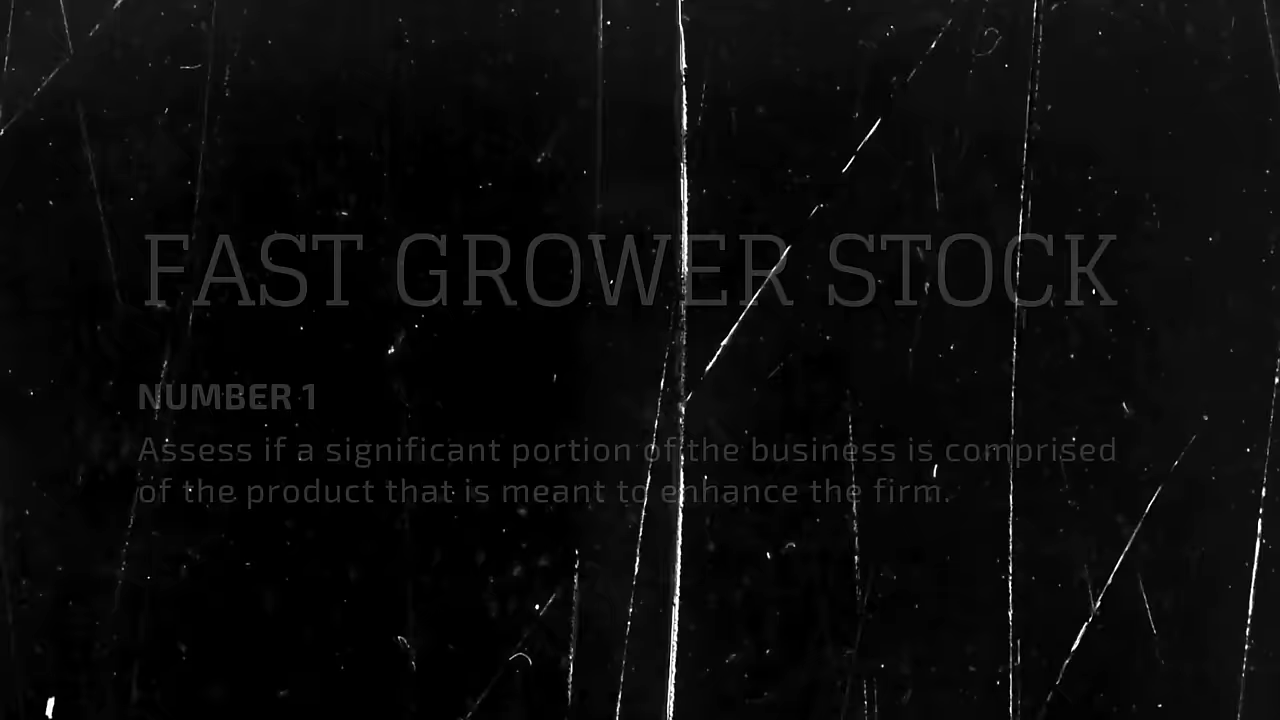 FAST GROWER STOCK
NUMBER 1
Assess if a significant portion of the business is comprised
of the product that is meant to enhance the firm.